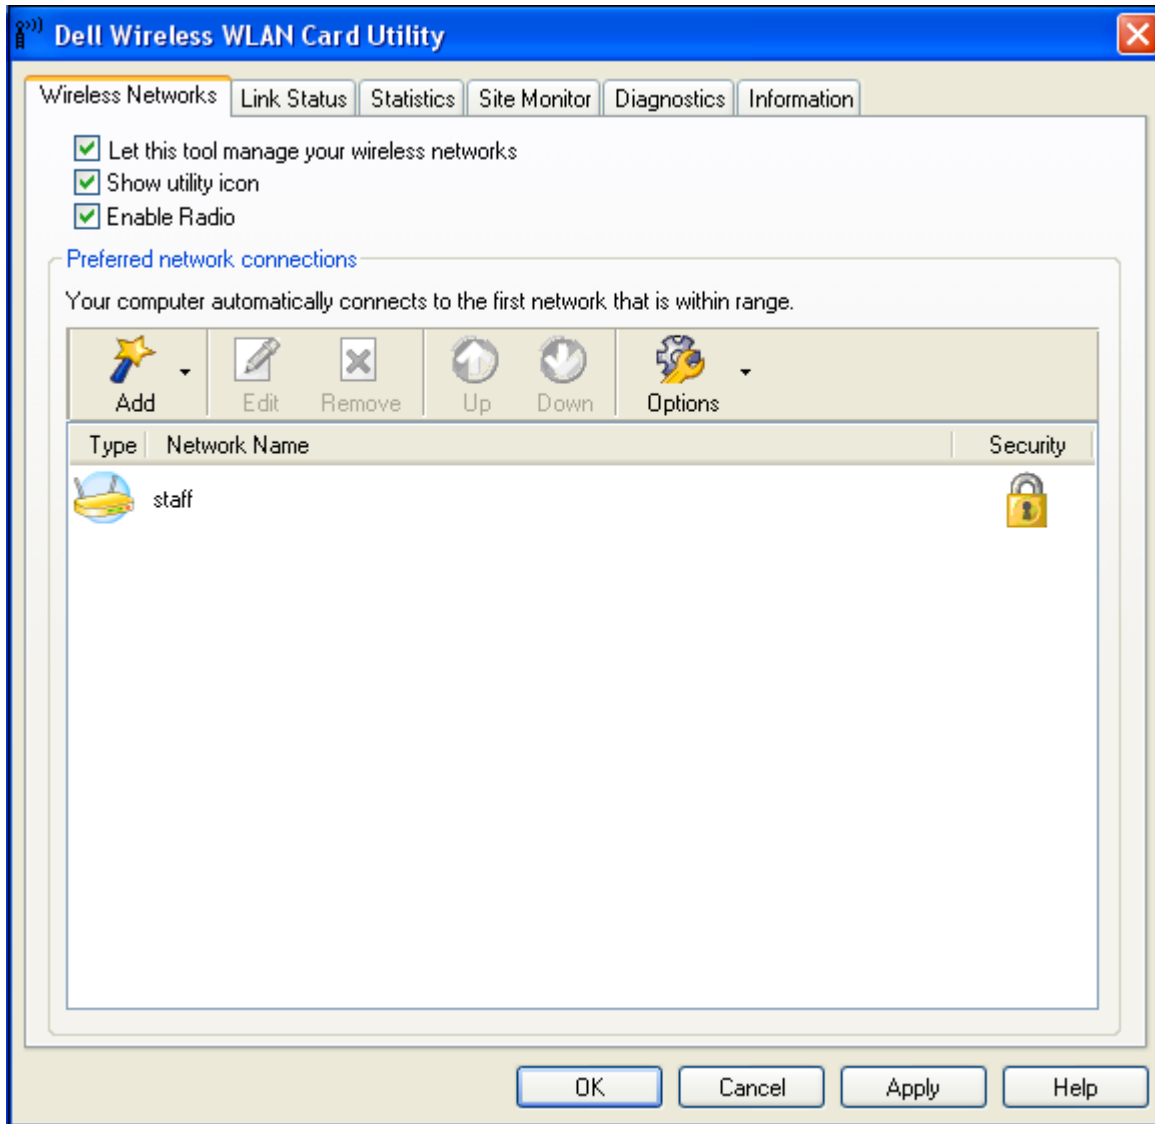 Dell Wireless WLAN Card Utility
Wireless Networks Link Status Statistics Site Monitor Diagnostics Information
Let this tool manage your wireless networks
Show utility icon
Enable Radio
Preferred network connections
Your computer automatically connects to the first network that is within range.
Add Edit Remove Up Down Options
Type Network Name Security
staff
OK Cancel Apply Help